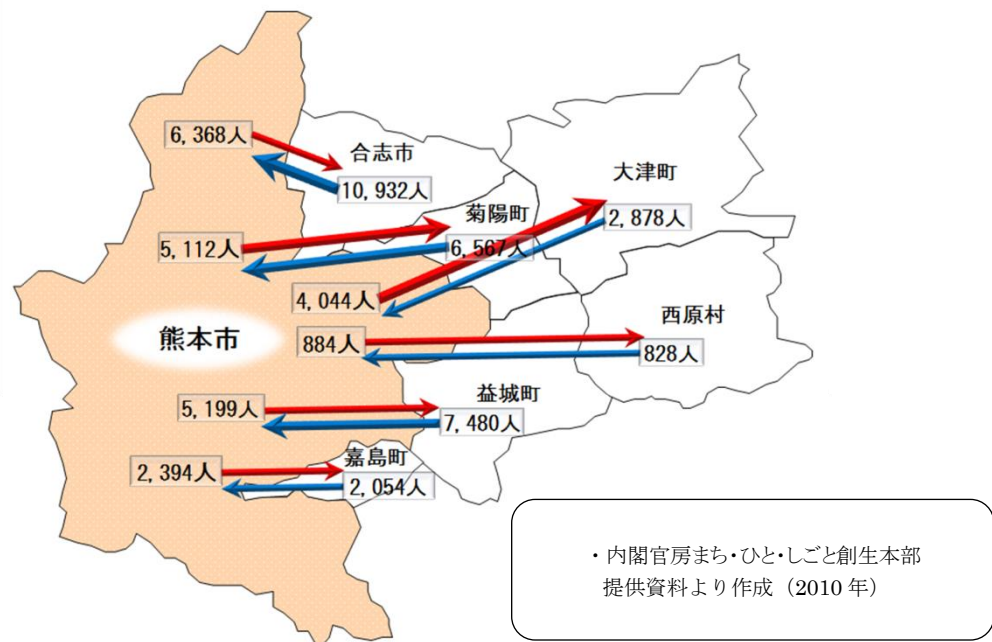 6,368人
合志市
10,932人
大津町
2,878人
菊陽町
5,112人
6,567人
4,044人
西原村
熊本市
884人
828人
益城町
5,199人
7,480人
嘉島町
2,394人
2,054人
・内閣官房まち・ひと・しごと創生本部
提供資料より作成（2010年）